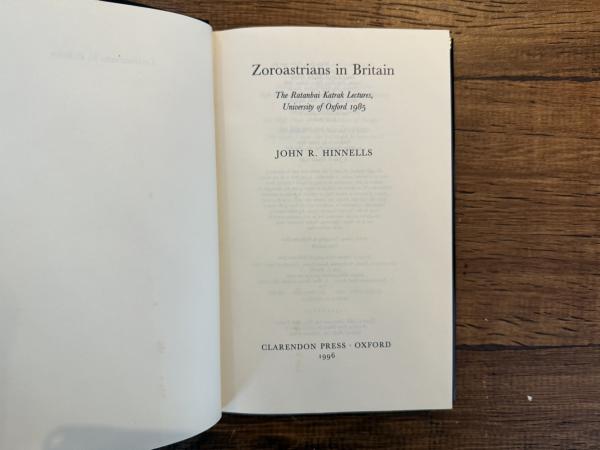 Zoroastrians in Britain
The Ratanbai Katrak Lectures,
University of Oxford 1985
JOHN R. HINNELLS
CLARENDON PRESS · OXFORD
1996